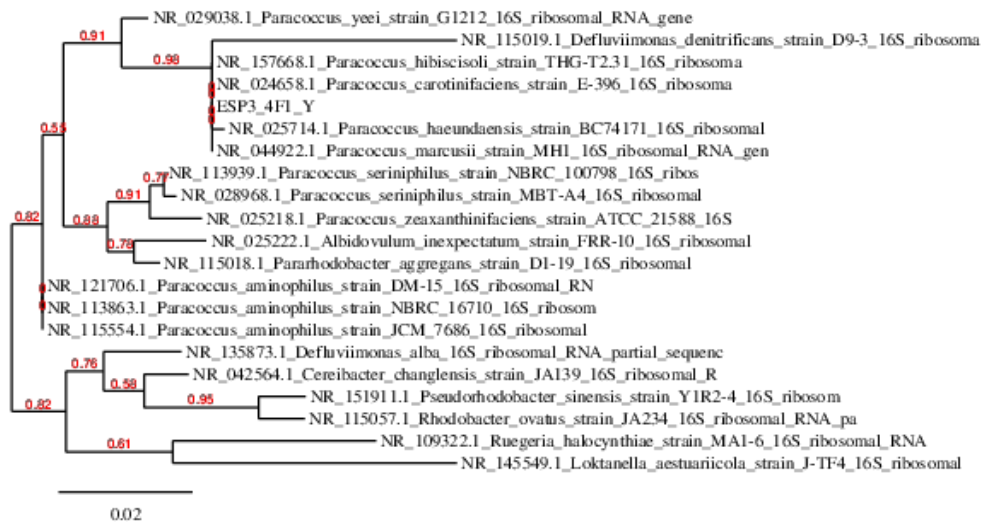 NR_029038.1_Paracoccus_yeei_strain_G1212_16S_ribosomal_RNA_gene
0.91
NR_115019.1_Defluviimonas_denitrificans_strain_D9-3_16S_ribosoma
0.98
NR_157668.1_Paracoccus_hibiscisoli_strain_THG-T2.31_16S_ribosoma
NR_024658.1_Paracoccus_carotinifaciens_strain_E-396_16S_ribosoma
ESP3_4F1_Y
0.55
NR_025714.1_Paracoccus_haeundaensis_strain_BC74171_16S_ribosomal
NR_044922.1_Paracoccus_marcusii_strain_MH1_16S_ribosomal_RNA_gen
0.77
NR_113939.1_Paracoccus_seriniphilus_strain_NBRC_100798_16S_ribos
0.91
NR_028968.1_Paracoccus_seriniphilus_strain_MBT-A4_16S_ribosomal
0.82
0.88
NR_025218.1_Paracoccus_zeaxanthinifaciens_strain_ATCC_21588_16S
0.78
NR_025222.1_Albidovulum_inexpectatum_strain_FRR-10_16S_ribosomal
NR_115018.1_Pararhodobacter_aggregans_strain_D1-19_16S_ribosomal
NR_121706.1_Paracoccus_aminophilus_strain_DM-15_16S_ribosomal_RN
NR_113863.1_Paracoccus_aminophilus_strain_NBRC_16710_16S_ribosom
NR_115554.1_Paracoccus_aminophilus_strain_JCM_7686_16S_ribosomal
NR_135873.1_Defluviimonas_alba_16S_ribosomal_RNA_partial_sequenc
0.76
NR_042564.1_Cereibacter_changlensis_strain_JA139_16S_ribosomal_R
0.58
0.95
NR_151911.1_Pseudorhodobacter_sinensis_strain_Y1R2-4_16S_ribosom
0.82
NR_115057.1_Rhodobacter_ovatus_strain_JA234_16S_ribosomal_RNA_pa
0.61
NR_109322.1_Ruegeria_halocynthiae_strain_MA1-6_16S_ribosomal_RNA
NR_145549.1_Loktanella_aestuariicola_strain_J-TF4_16S_ribosomal
0.02